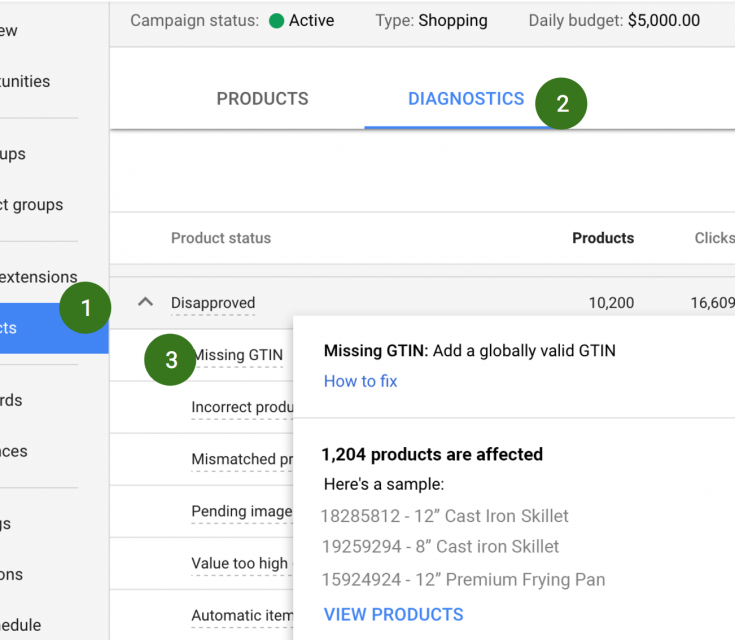 Campaign status: Active Type: Shopping Daily budget: $5,000.00
ew
unities
ups
ct groups
extensions
1
cts
rds
nces
gs
ons
edule
PRODUCTS DIAGNOSTICS 2
Product status Products Clicks
Disapproved 10,200 16,609
3 Missing GTIN
Incorrect produ
Mismatched pr
Pending image
Value too high
Automatic item
Missing GTIN: Add a globally valid GTIN
How to fix
1,204 products are affected
Here's a sample:
18285812 - 12” Cast Iron Skillet
19259294 - 8” Cast iron Skillet
15924924 - 12” Premium Frying Pan
VIEW PRODUCTS